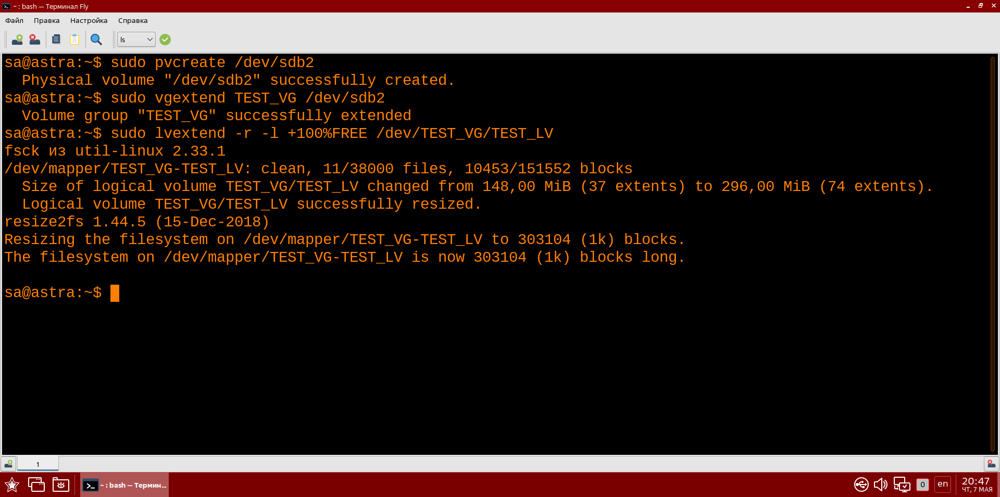 ~ : bash — Терминал Fly
Файл Правка Настройка Справка
ls
sa@astra:~$ sudo pvcreate /dev/sdb2
  Physical volume "/dev/sdb2" successfully created.
sa@astra:~$ sudo vgextend TEST_VG /dev/sdb2
  Volume group "TEST_VG" successfully extended
sa@astra:~$ sudo lvextend -r -l +100%FREE /dev/TEST_VG/TEST_LV
fsck из util-linux 2.33.1
/dev/mapper/TEST_VG-TEST_LV: clean, 11/38000 files, 10453/151552 blocks
  Size of logical volume TEST_VG/TEST_LV changed from 148,00 MiB (37 extents) to 296,00 MiB (74 extents).
  Logical volume TEST_VG/TEST_LV successfully resized.
resize2fs 1.44.5 (15-Dec-2018)
Resizing the filesystem on /dev/mapper/TEST_VG-TEST_LV to 303104 (1k) blocks.
The filesystem on /dev/mapper/TEST_VG-TEST_LV is now 303104 (1k) blocks long.
sa@astra:~$
1
~ : bash — Термин...
0 en 20:47
ЧТ, 7 МАЯ